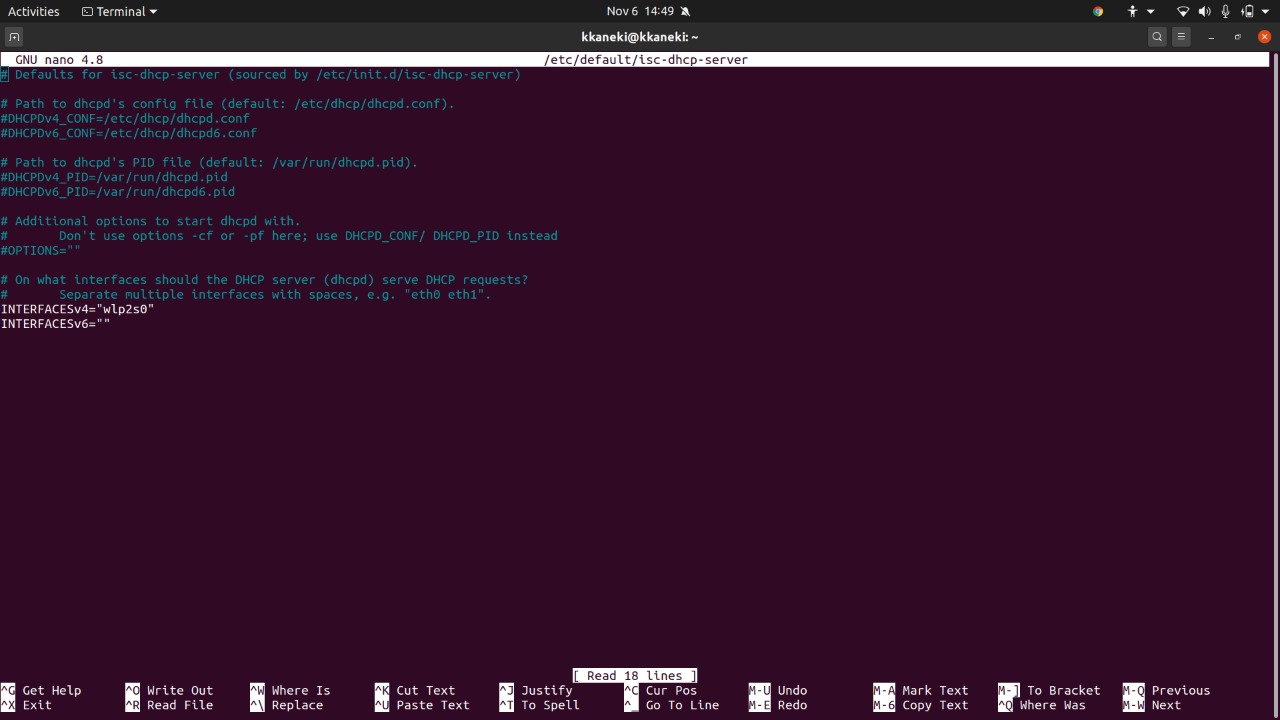 Activities Terminal Nov 6 14:49
kkaneki@kkaneki: ~
GNU nano 4.8 /etc/default/isc-dhcp-server
# Defaults for isc-dhcp-server (sourced by /etc/init.d/isc-dhcp-server)
# Path to dhcpd's config file (default: /etc/dhcp/dhcpd.conf).
#DHCPDv4_CONF=/etc/dhcp/dhcpd.conf
#DHCPDv6_CONF=/etc/dhcp/dhcpd6.conf
# Path to dhcpd's PID file (default: /var/run/dhcpd.pid).
#DHCPDv4_PID=/var/run/dhcpd.pid
#DHCPDv6_PID=/var/run/dhcpd6.pid
# Additional options to start dhcpd with.
#       Don't use options -cf or -pf here; use DHCPD_CONF/ DHCPD_PID instead
#OPTIONS=""
# On what interfaces should the DHCP server (dhcpd) serve DHCP requests?
#       Separate multiple interfaces with spaces, e.g. "eth0 eth1".
INTERFACESv4="wlp2s0"
INTERFACESv6=""
[ Read 18 lines ]
^G Get Help ^O Write Out ^W Where Is ^K Cut Text ^J Justify ^C Cur Pos M-U Undo M-A Mark Text M-] To Bracket M-Q Previous
^X Exit ^R Read File ^\ Replace ^U Paste Text ^T To Spell ^_ Go To Line M-E Redo M-6 Copy Text ^Q Where Was M-W Next